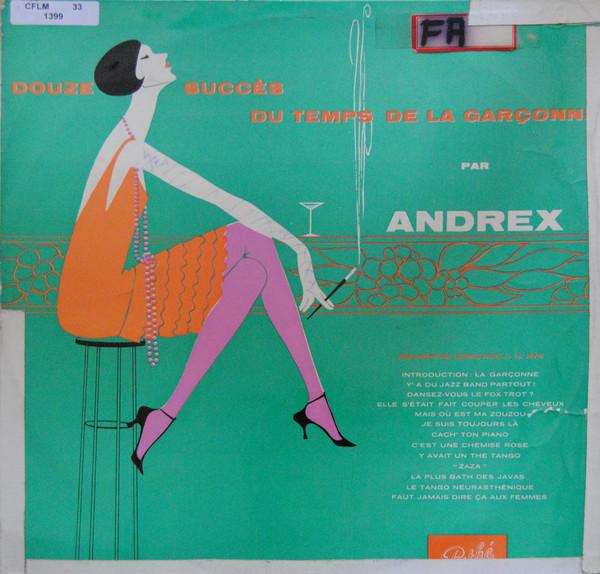 CFLM 33
1399
FA
DOUZE SUCCÈS
DU TEMPS DE LA GARÇONN
PAR
ANDREX
INTRODUCTION : LA GARÇONNE
Y' A DU JAZZ BAND PARTOUT !
DANSEZ-VOUS LE FOX TROT ?
ELLE S'ÉTAIT FAIT COUPER LES CHEVEUX
MAIS OÙ EST MA ZOUZOU
JE SUIS TOUJOURS LÀ
CACH' TON PIANO
C'EST UNE CHEMISE ROSE
Y AVAIT UN THÉ TANGO
" ZAZA "
LA PLUS BATH DES JAVAS
LE TANGO NEURASTHÉNIQUE
FAUT JAMAIS DIRE ÇA AUX FEMMES
Pathé